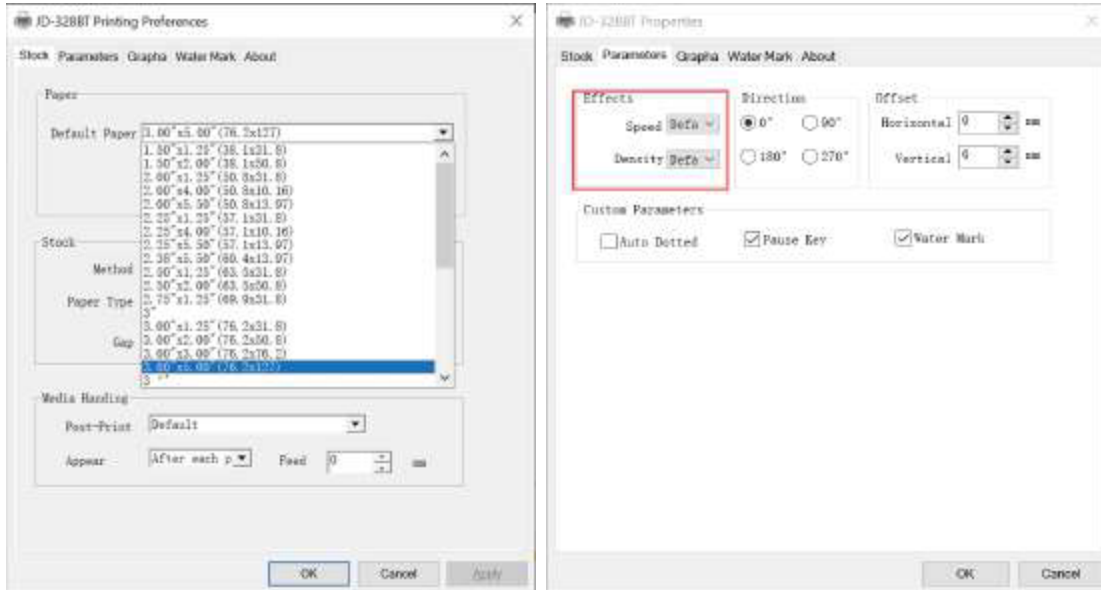 JD-328BT Printing Preferences
Stock Parameters Grapha Water Mark About
Paper
Default Paper 3.00"x5.00"(76.2x127)
1.50"x1.25"(38.1x31.8)
1.50"x2.00"(38.1x50.8)
2.00"x1.25"(50.8x31.8)
2.00"x4.00"(50.8x10.16)
2.00"x5.50"(50.8x13.97)
2.25"x1.25"(57.1x31.8)
2.25"x4.00"(57.1x10.16)
2.25"x5.50"(57.1x13.97)
2.38"x5.50"(60.4x13.97)
2.50"x1.25"(63.5x31.8)
2.50"x2.00"(63.5x50.8)
2.75"x1.25"(69.9x31.8)
3"
3.00"x1.25"(76.2x31.8)
3.00"x2.00"(76.2x50.8)
3.00"x3.00"(76.2x76.2)
3.00"x5.00"(76.2x127)
Stock
Method
Paper Type
Gap
Media Handing
Post-Print Default
Appear After each p Feed 0 mm
OK Cancel Apply
JD-328BT Properties
Stock Parameters Grapha Water Mark About
Effects
Speed Defa
Density Defa
Direction
0° 90°
180° 270°
Offset
Horizontal 0 mm
Vertical 0 mm
Custom Parameters
Auto Dotted Pause Key Water Mark
OK Cancel